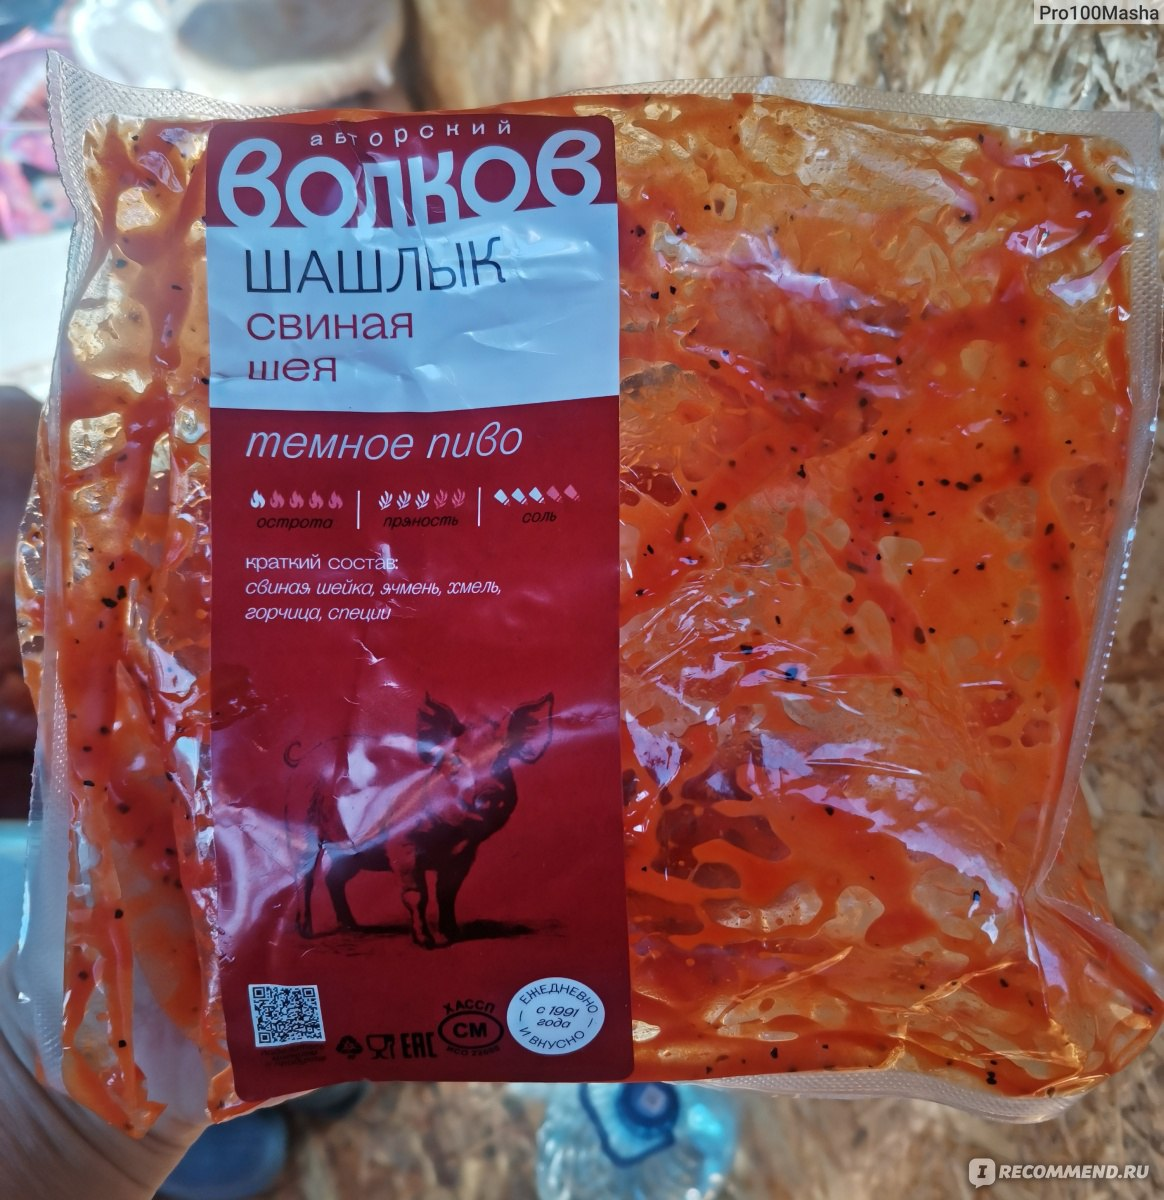 Pro100Masha
авторский
волков
ШАШЛЫК
свиная
шея
темное пиво
острота
пряность
соль
краткий состав:
свиная шейка, ячмень, хмель,
горчица, специи
ХАССП
СМ
ЕЖЕДНЕВНО
с 1991
года
И ВКУСНО
EAC
I RECOMMEND.RU